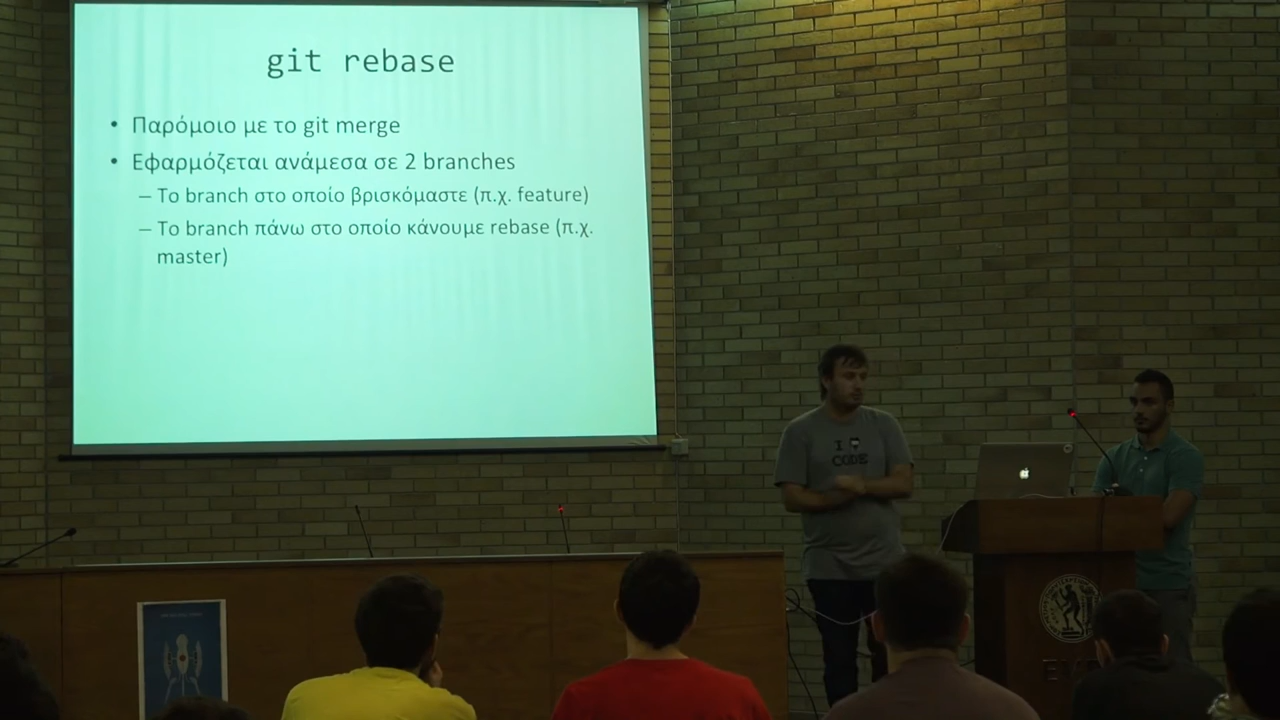 git rebase
• Παρόμοιο με το git merge
• Εφαρμόζεται ανάμεσα σε 2 branches
– Το branch στο οποίο βρισκόμαστε (π.χ. feature)
– Το branch πάνω στο οποίο κάνουμε rebase (π.χ.
master)
I
CODE